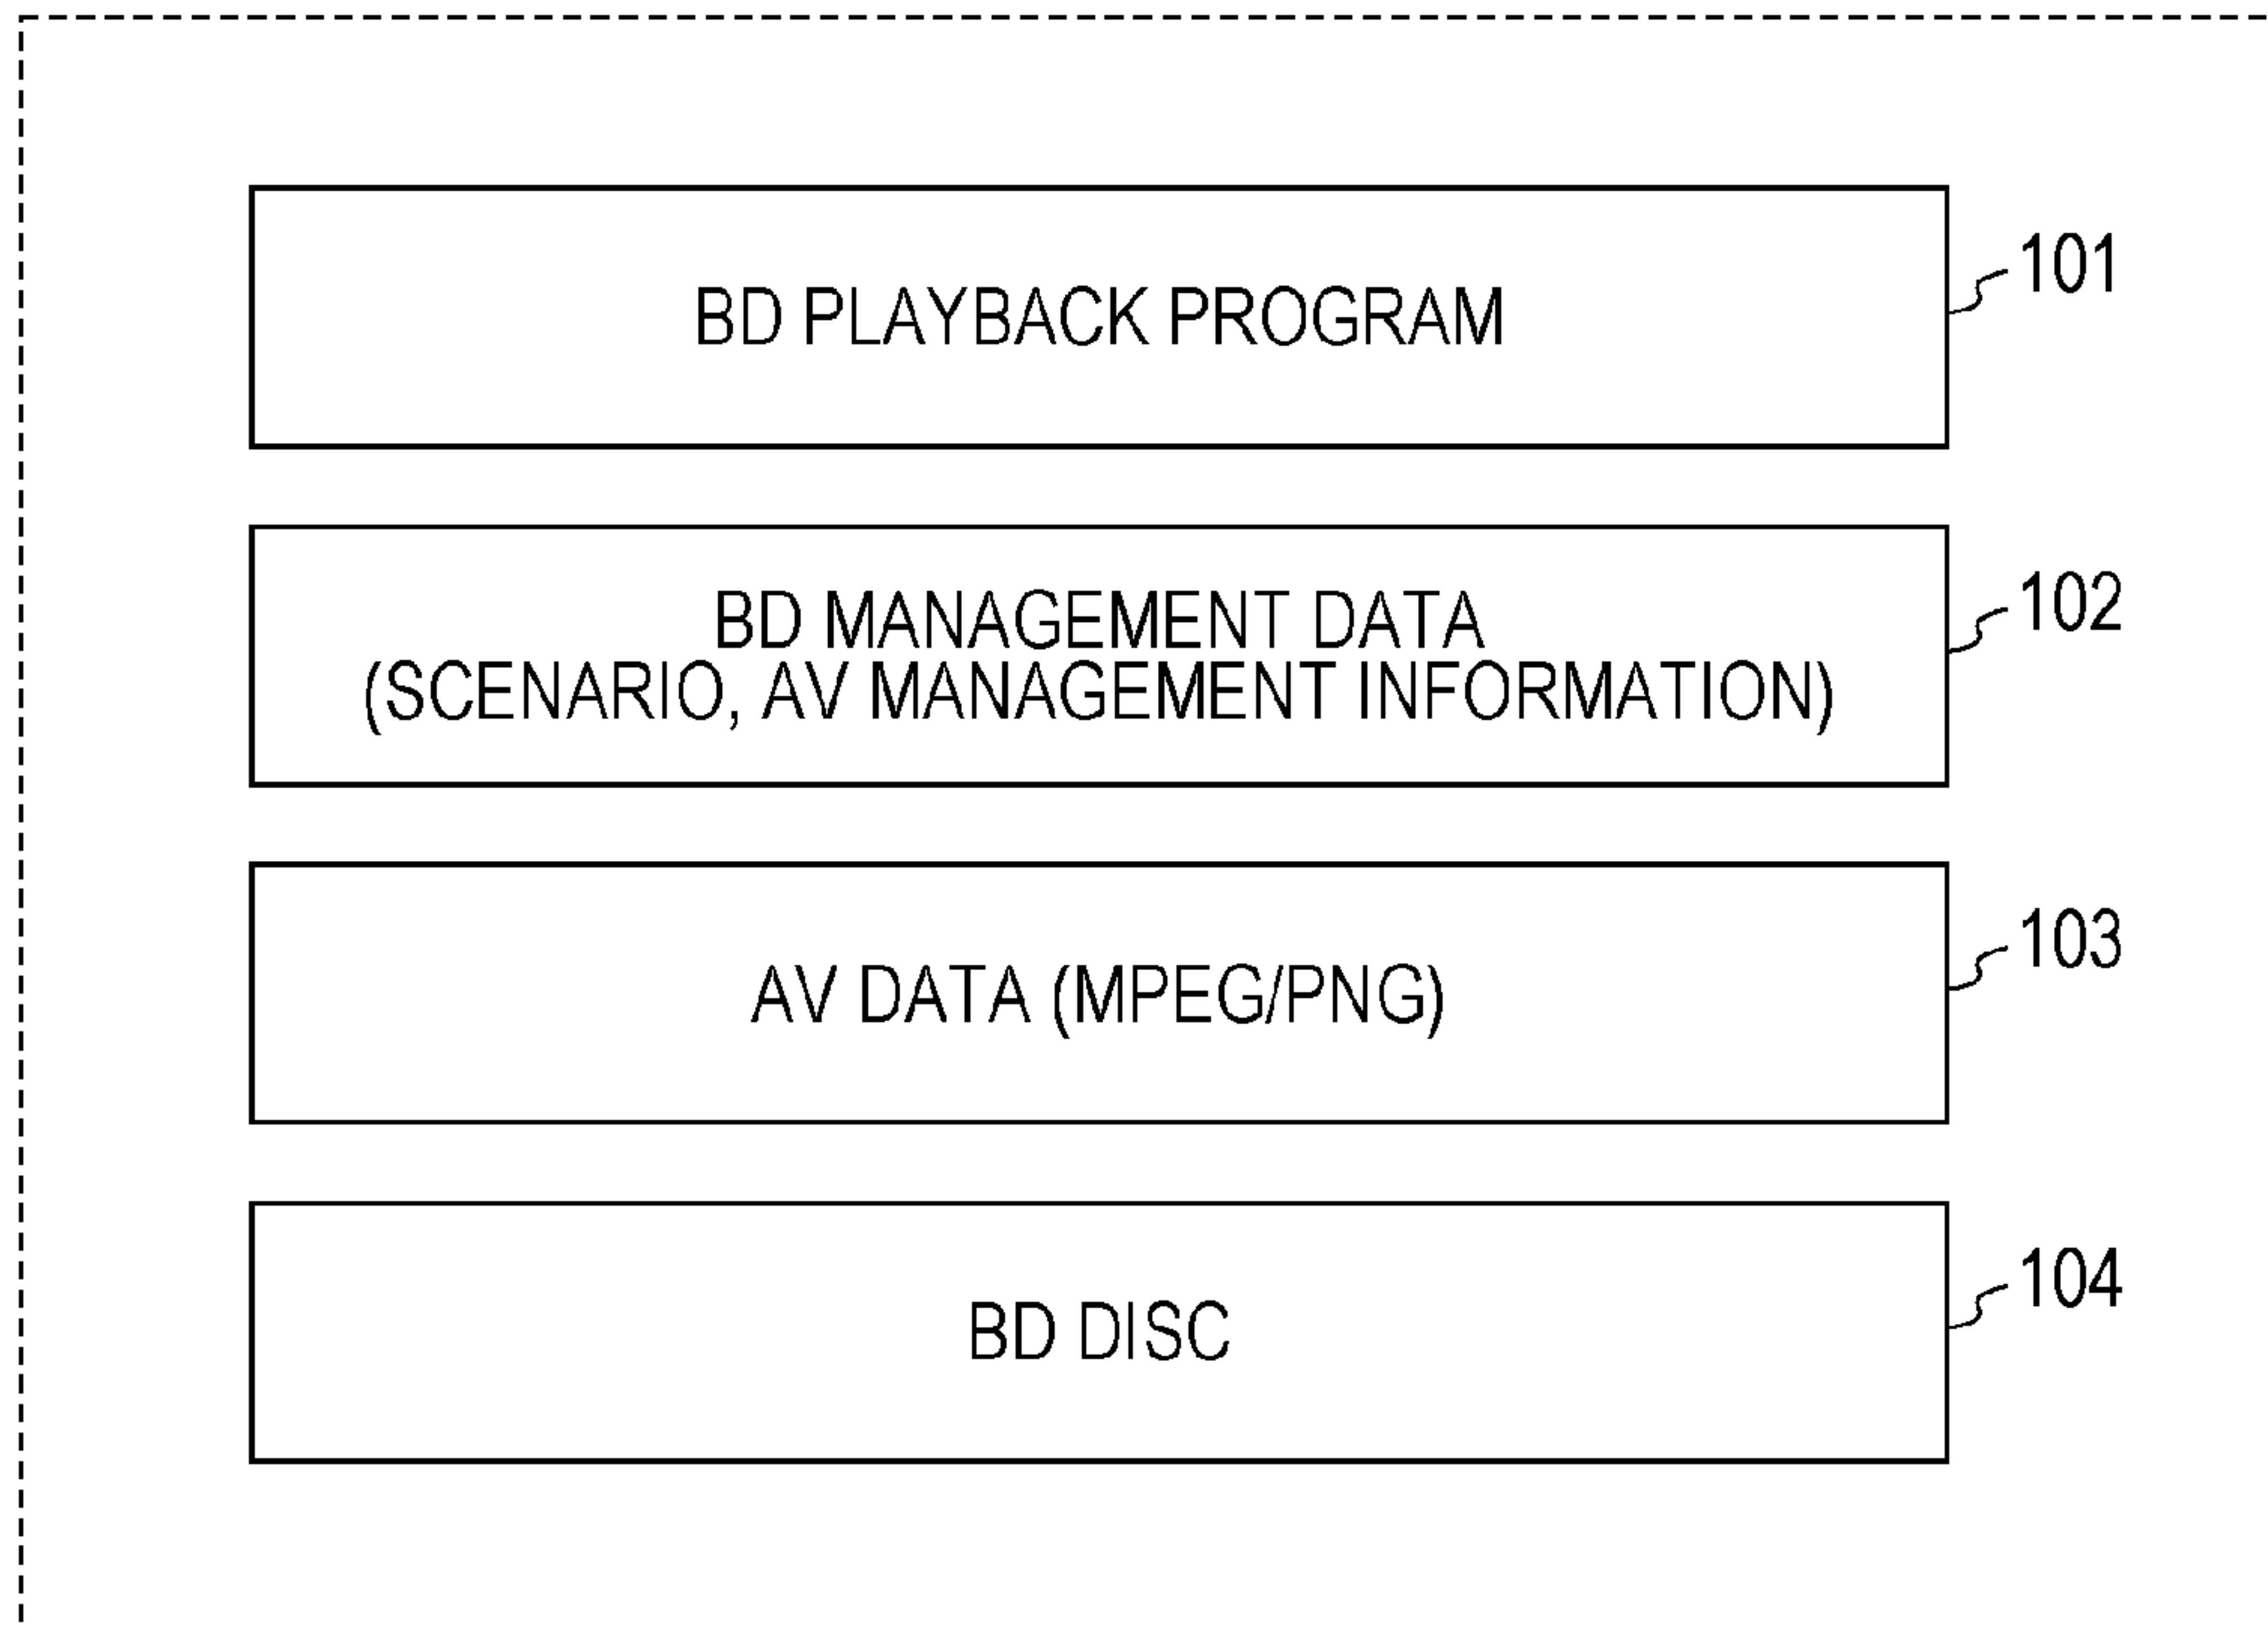 BD PLAYBACK PROGRAM
101
BD MANAGEMENT DATA
(SCENARIO, AV MANAGEMENT INFORMATION)
102
AV DATA (MPEG/PNG)
103
BD DISC
104